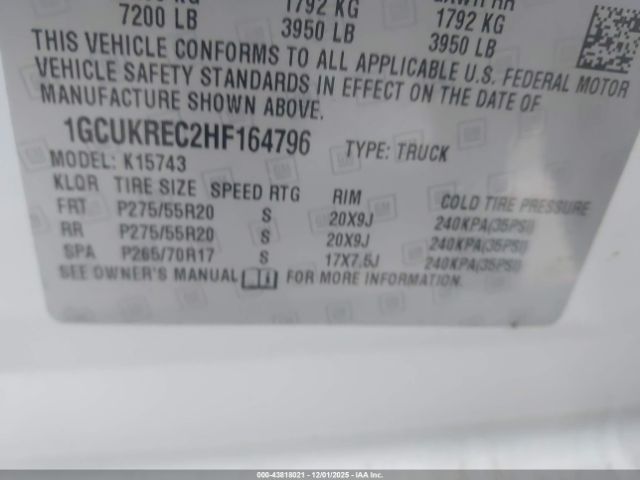 7200 LB 1792 KG 3950 LB 1792 KG 3950 LB
THIS VEHICLE CONFORMS TO ALL APPLICABLE U.S. FEDERAL MOTOR
VEHICLE SAFETY STANDARDS IN EFFECT ON THE DATE OF
MANUFACTURE SHOWN ABOVE.
1GCUKREC2HF164796 TYPE: TRUCK
MODEL: K15743
KLQR TIRE SIZE SPEED RTG RIM COLD TIRE PRESSURE
FRT P275/55R20 S 20X9J 240KPA(35PSI)
RR P275/55R20 S 20X9J 240KPA(35PSI)
SPA P265/70R17 S 17X7.5J 240KPA(35PSI)
SEE OWNER'S MANUAL FOR MORE INFORMATION.
000-43818021 - 12/01/2025 - IAA Inc.